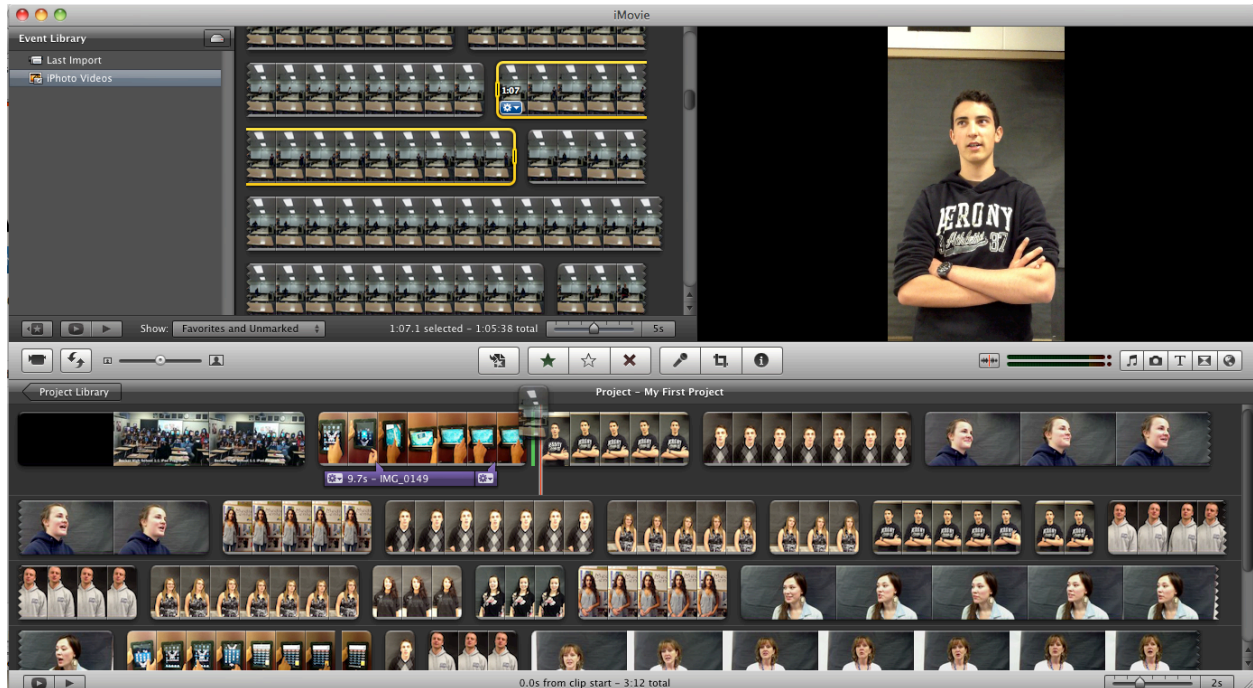 iMovie
Event Library
Last Import
iPhoto Videos
1:07
Show: Favorites and Unmarked
1:07.1 selected – 1:05:38 total
5s
Project Library
Project – My First Project
9.7s – IMG_0149
0.0s from clip start – 3:12 total
2s